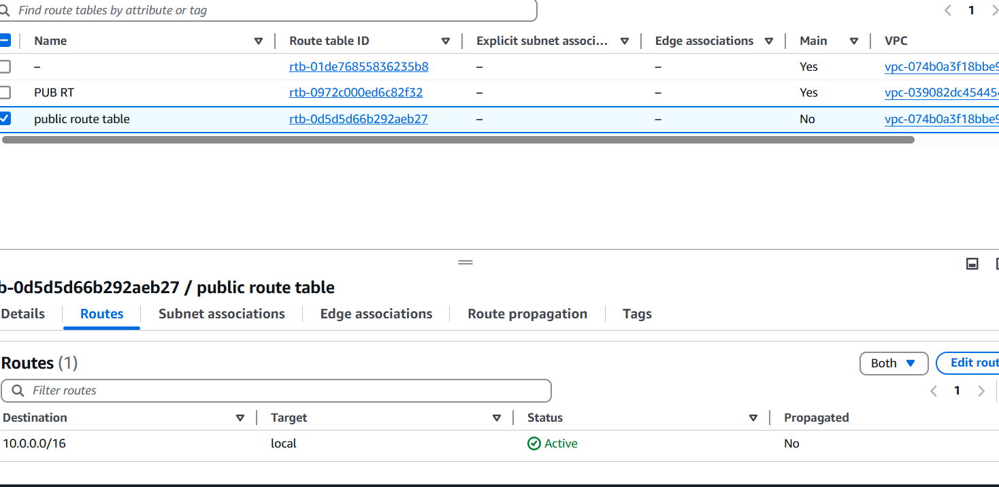 Find route tables by attribute or tag 1
Name Route table ID Explicit subnet associ... Edge associations Main VPC
– rtb-01de76855836235b8 – – Yes vpc-074b0a3f18bbe9
PUB RT rtb-0972c000ed6c82f32 – – Yes vpc-039082dc454454
public route table rtb-0d5d5d66b292aeb27 – – No vpc-074b0a3f18bbe9
b-0d5d5d66b292aeb27 / public route table
Details Routes Subnet associations Edge associations Route propagation Tags
Routes (1) Both Edit rout
Filter routes 1
Destination Target Status Propagated
10.0.0.0/16 local Active No